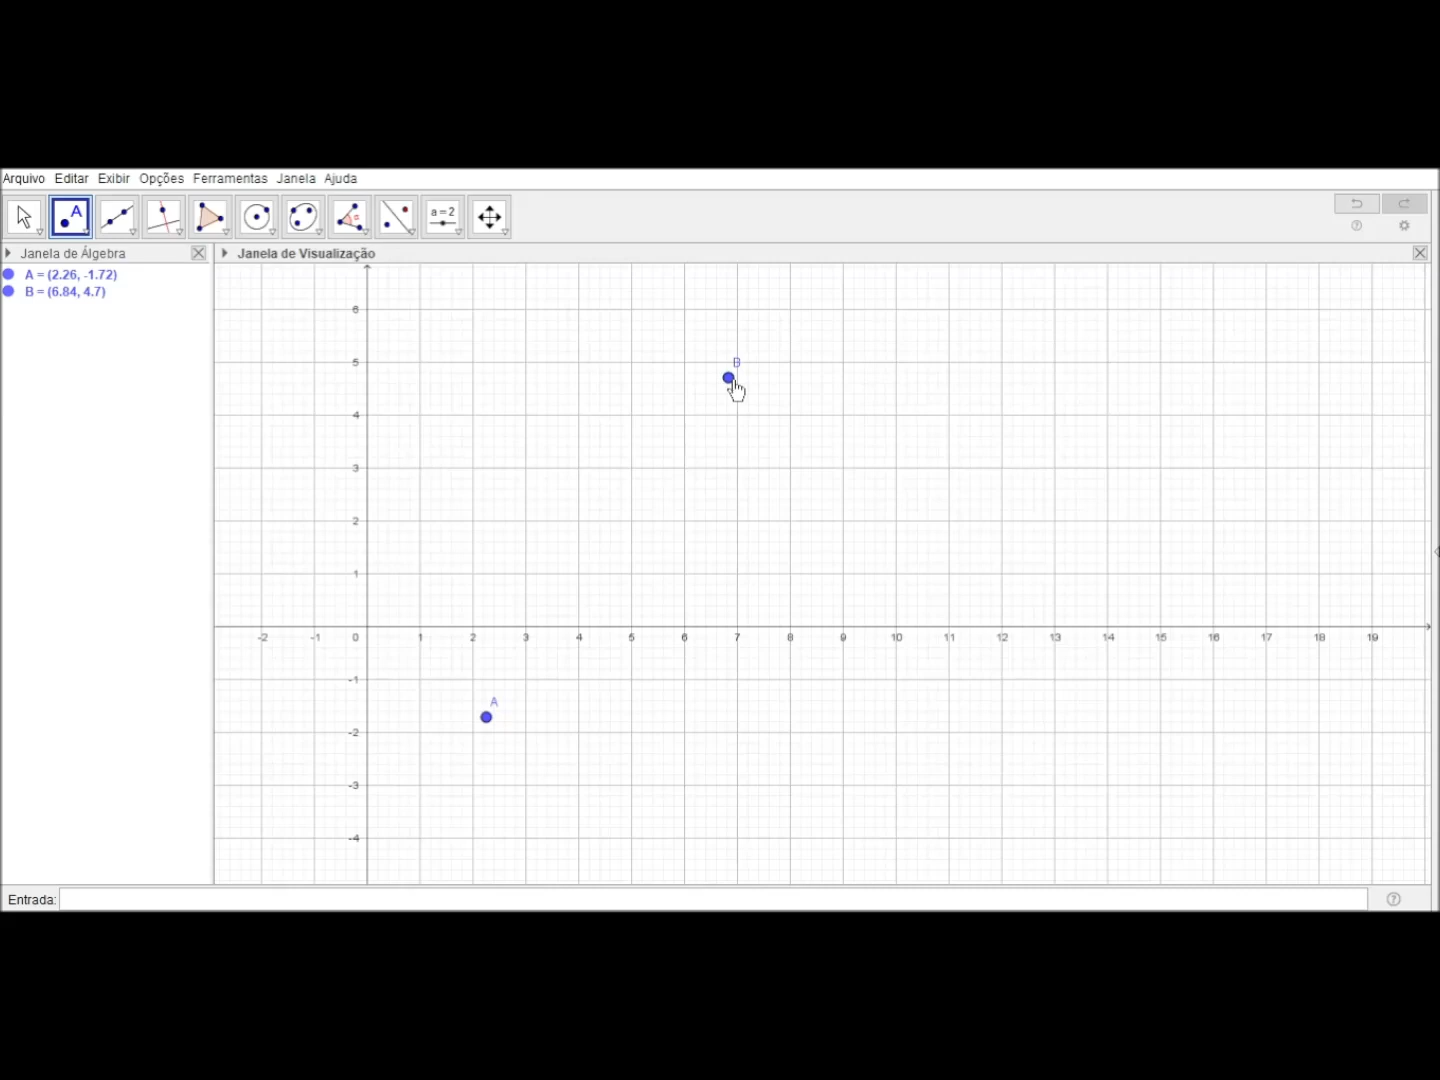 Arquivo Editar Exibir Opções Ferramentas Janela Ajuda
A
a=2
Janela de Álgebra
Janela de Visualização
A = (2.26, -1.72)
B = (6.84, 4.7)
6
B
5
4
3
2
1
-2 -1 0 1 2 3 4 5 6 7 8 9 10 11 12 13 14 15 16 17 18 19
-1
A
-2
-3
-4
Entrada: